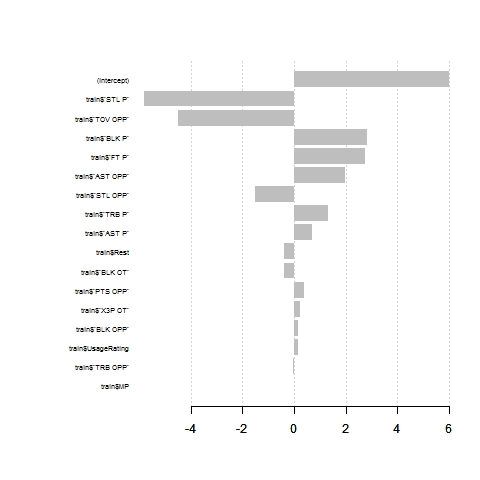 (Intercept)
train$`STL P`
train$`TOV OPP`
train$`BLK P`
train$`FT P`
train$`AST OPP`
train$`STL OPP`
train$`TRB P`
train$`AST P`
train$Rest
train$`BLK OT`
train$`PTS OPP`
train$`X3P OT`
train$`BLK OPP`
train$UsageRating
train$`TRB OPP`
train$MP
-4 -2 0 2 4 6